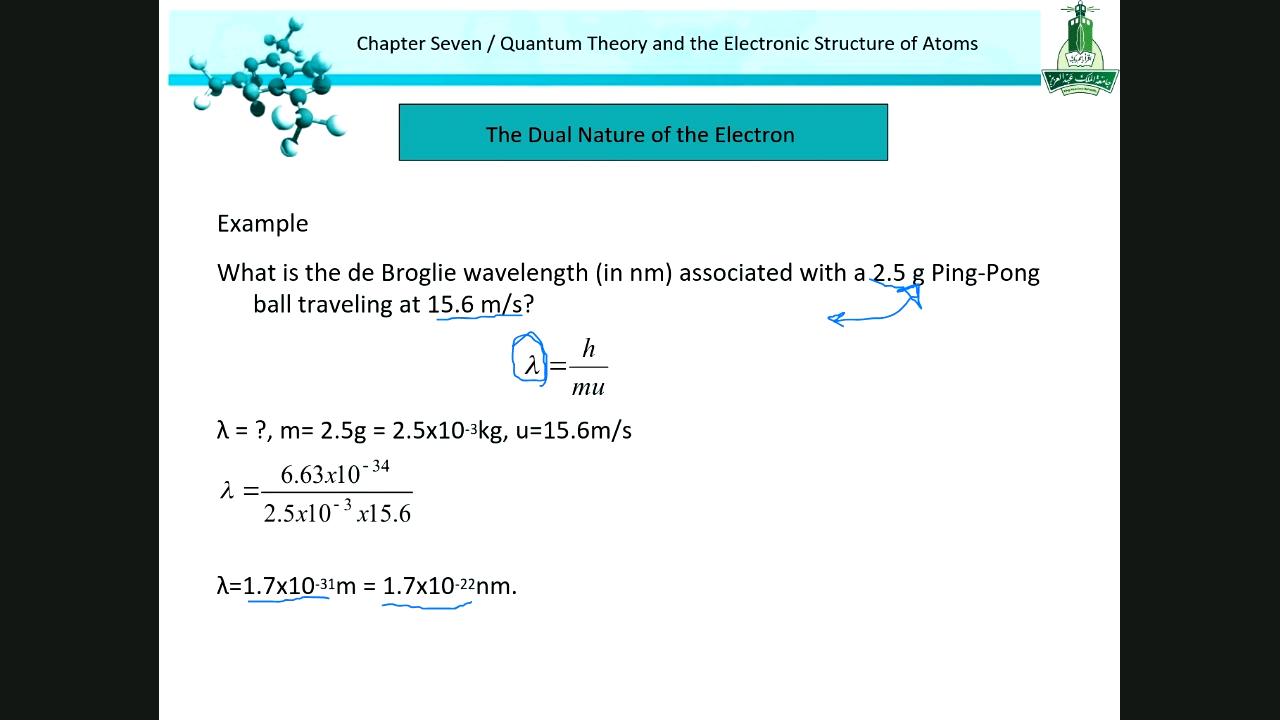 Chapter Seven / Quantum Theory and the Electronic Structure of Atoms
جامعة الملك عبدالعزيز
The Dual Nature of the Electron
Example
What is the de Broglie wavelength (in nm) associated with a 2.5 g Ping-Pong
ball traveling at 15.6 m/s?
λ = h / mu
λ = ?, m= 2.5g = 2.5x10⁻³kg, u=15.6m/s
λ = 6.63x10⁻³⁴ / 2.5x10⁻³ x15.6
λ=1.7x10⁻³¹m = 1.7x10⁻²²nm.